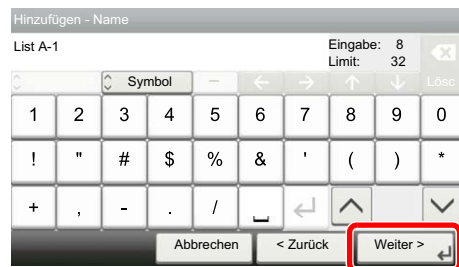 Hinzufügen - Name
List A-1
Eingabe: 8
Limit: 32
Symbol
Lösc
1 2 3 4 5 6 7 8 9 0
! " # $ % & ' ( ) *
+ , - . /
Abbrechen < Zurück Weiter >